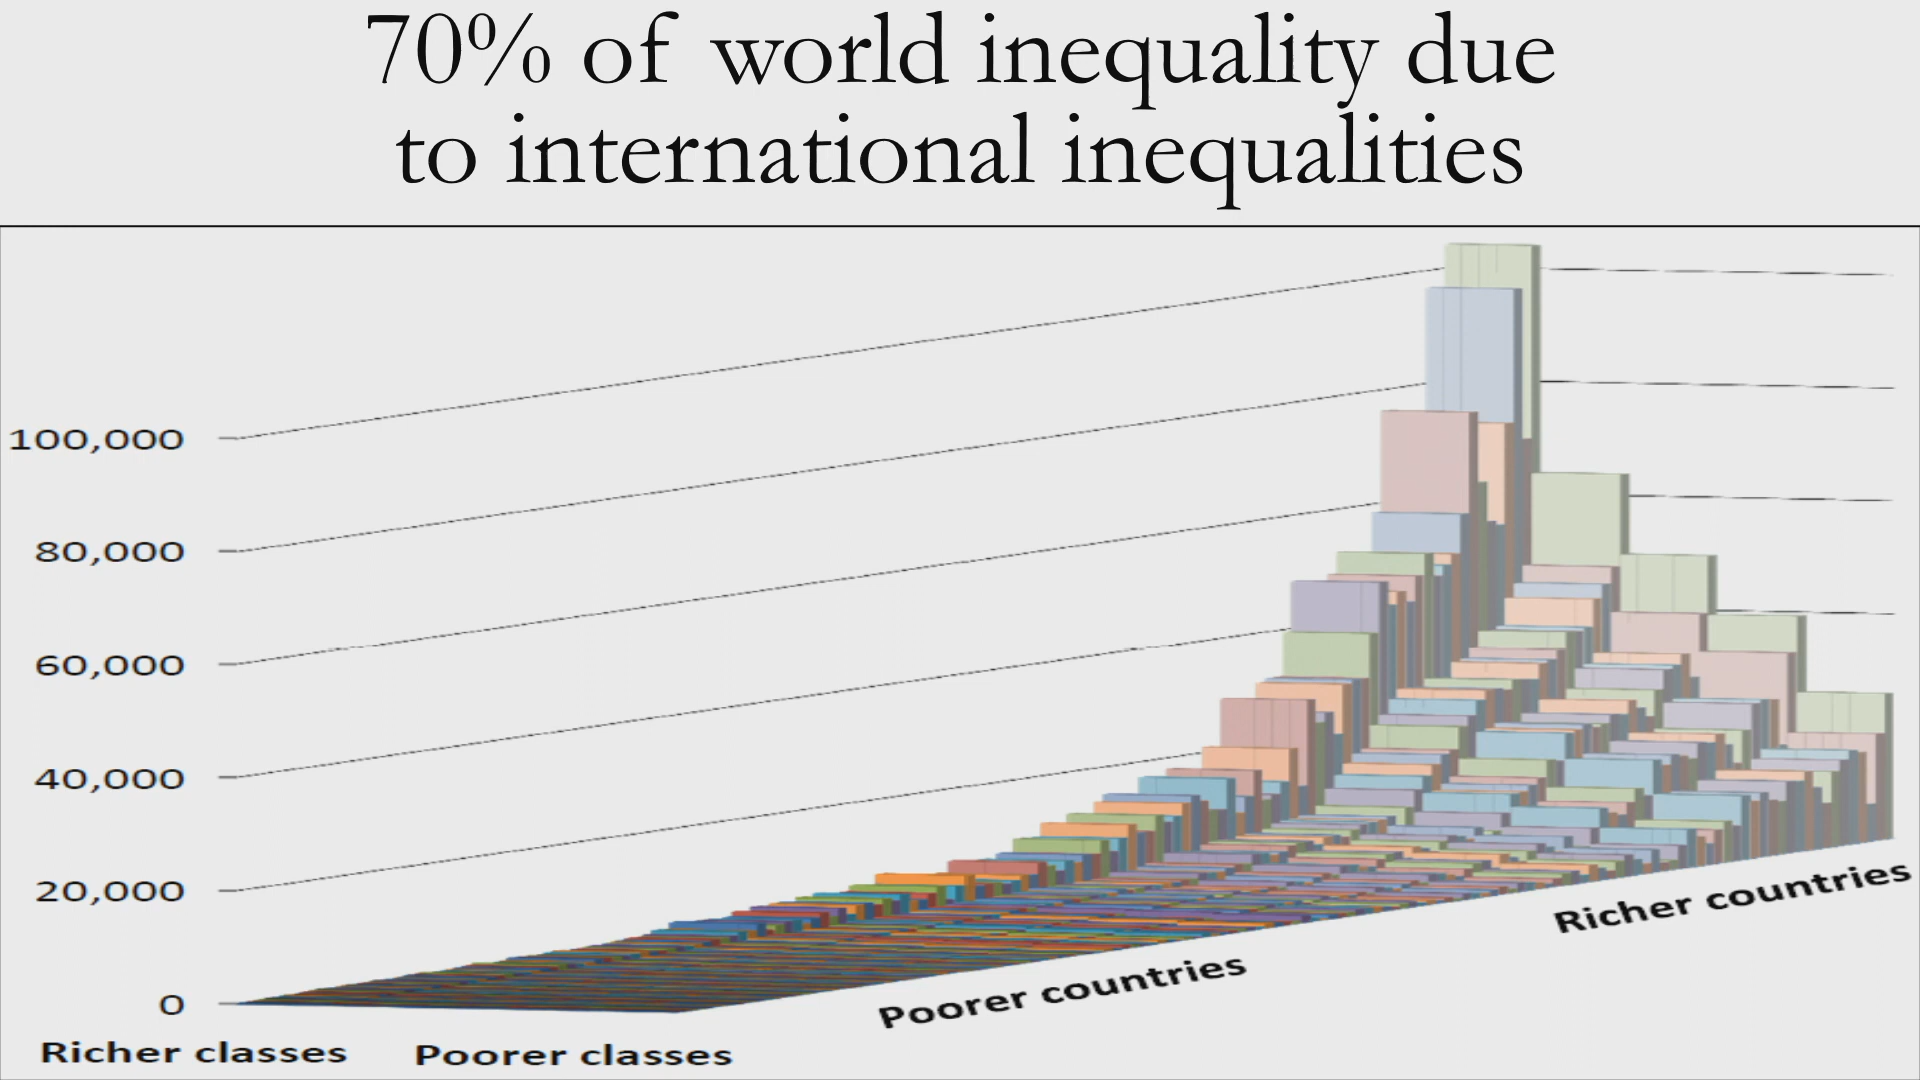 70% of world inequality due
to international inequalities
100,000
80,000
60,000
40,000
20,000
0
Richer classes
Poorer classes
Poorer countries
Richer countries